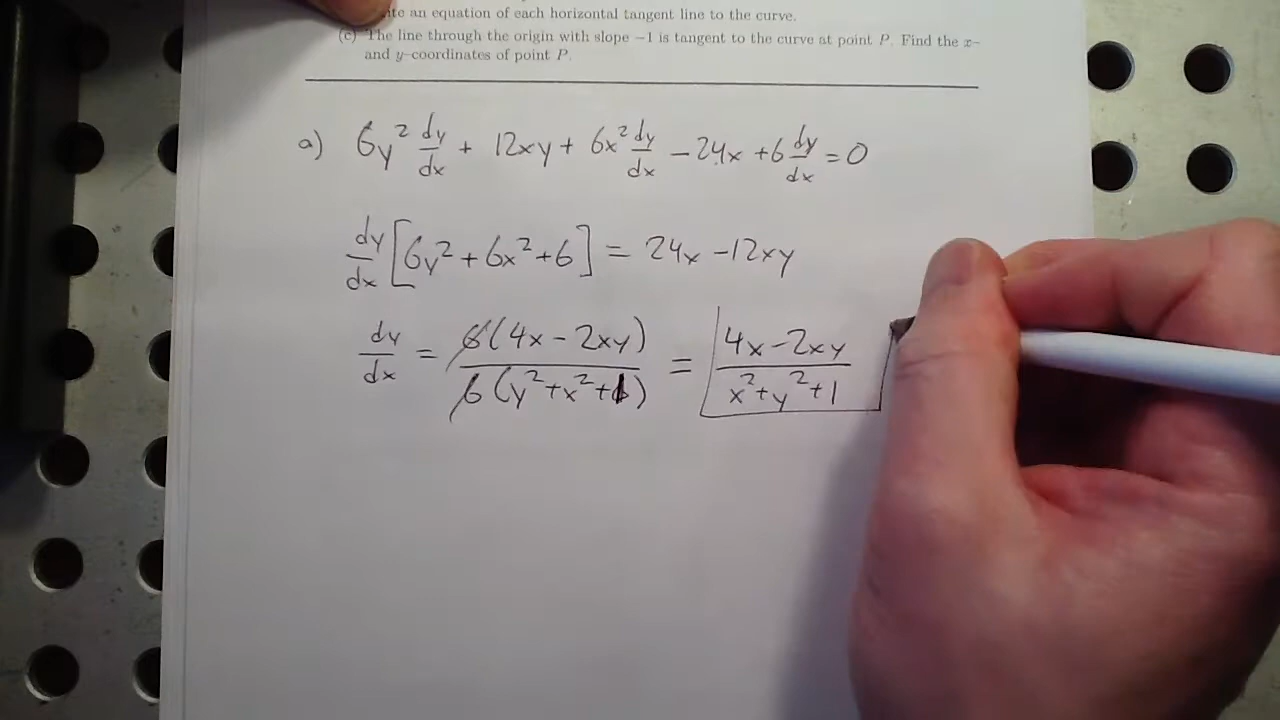 an equation of each horizontal tangent line to the curve.
(c) The line through the origin with slope −1 is tangent to the curve at point P. Find the x–
and y–coordinates of point P.
a) 6y² dy/dx + 12xy + 6x² dy/dx − 24x + 6 dy/dx = 0
dy/dx [6y² + 6x² + 6] = 24x − 12xy
dy/dx = 6(4x − 2xy) / 6(y² + x² + 1) = 4x − 2xy / x² + y² + 1